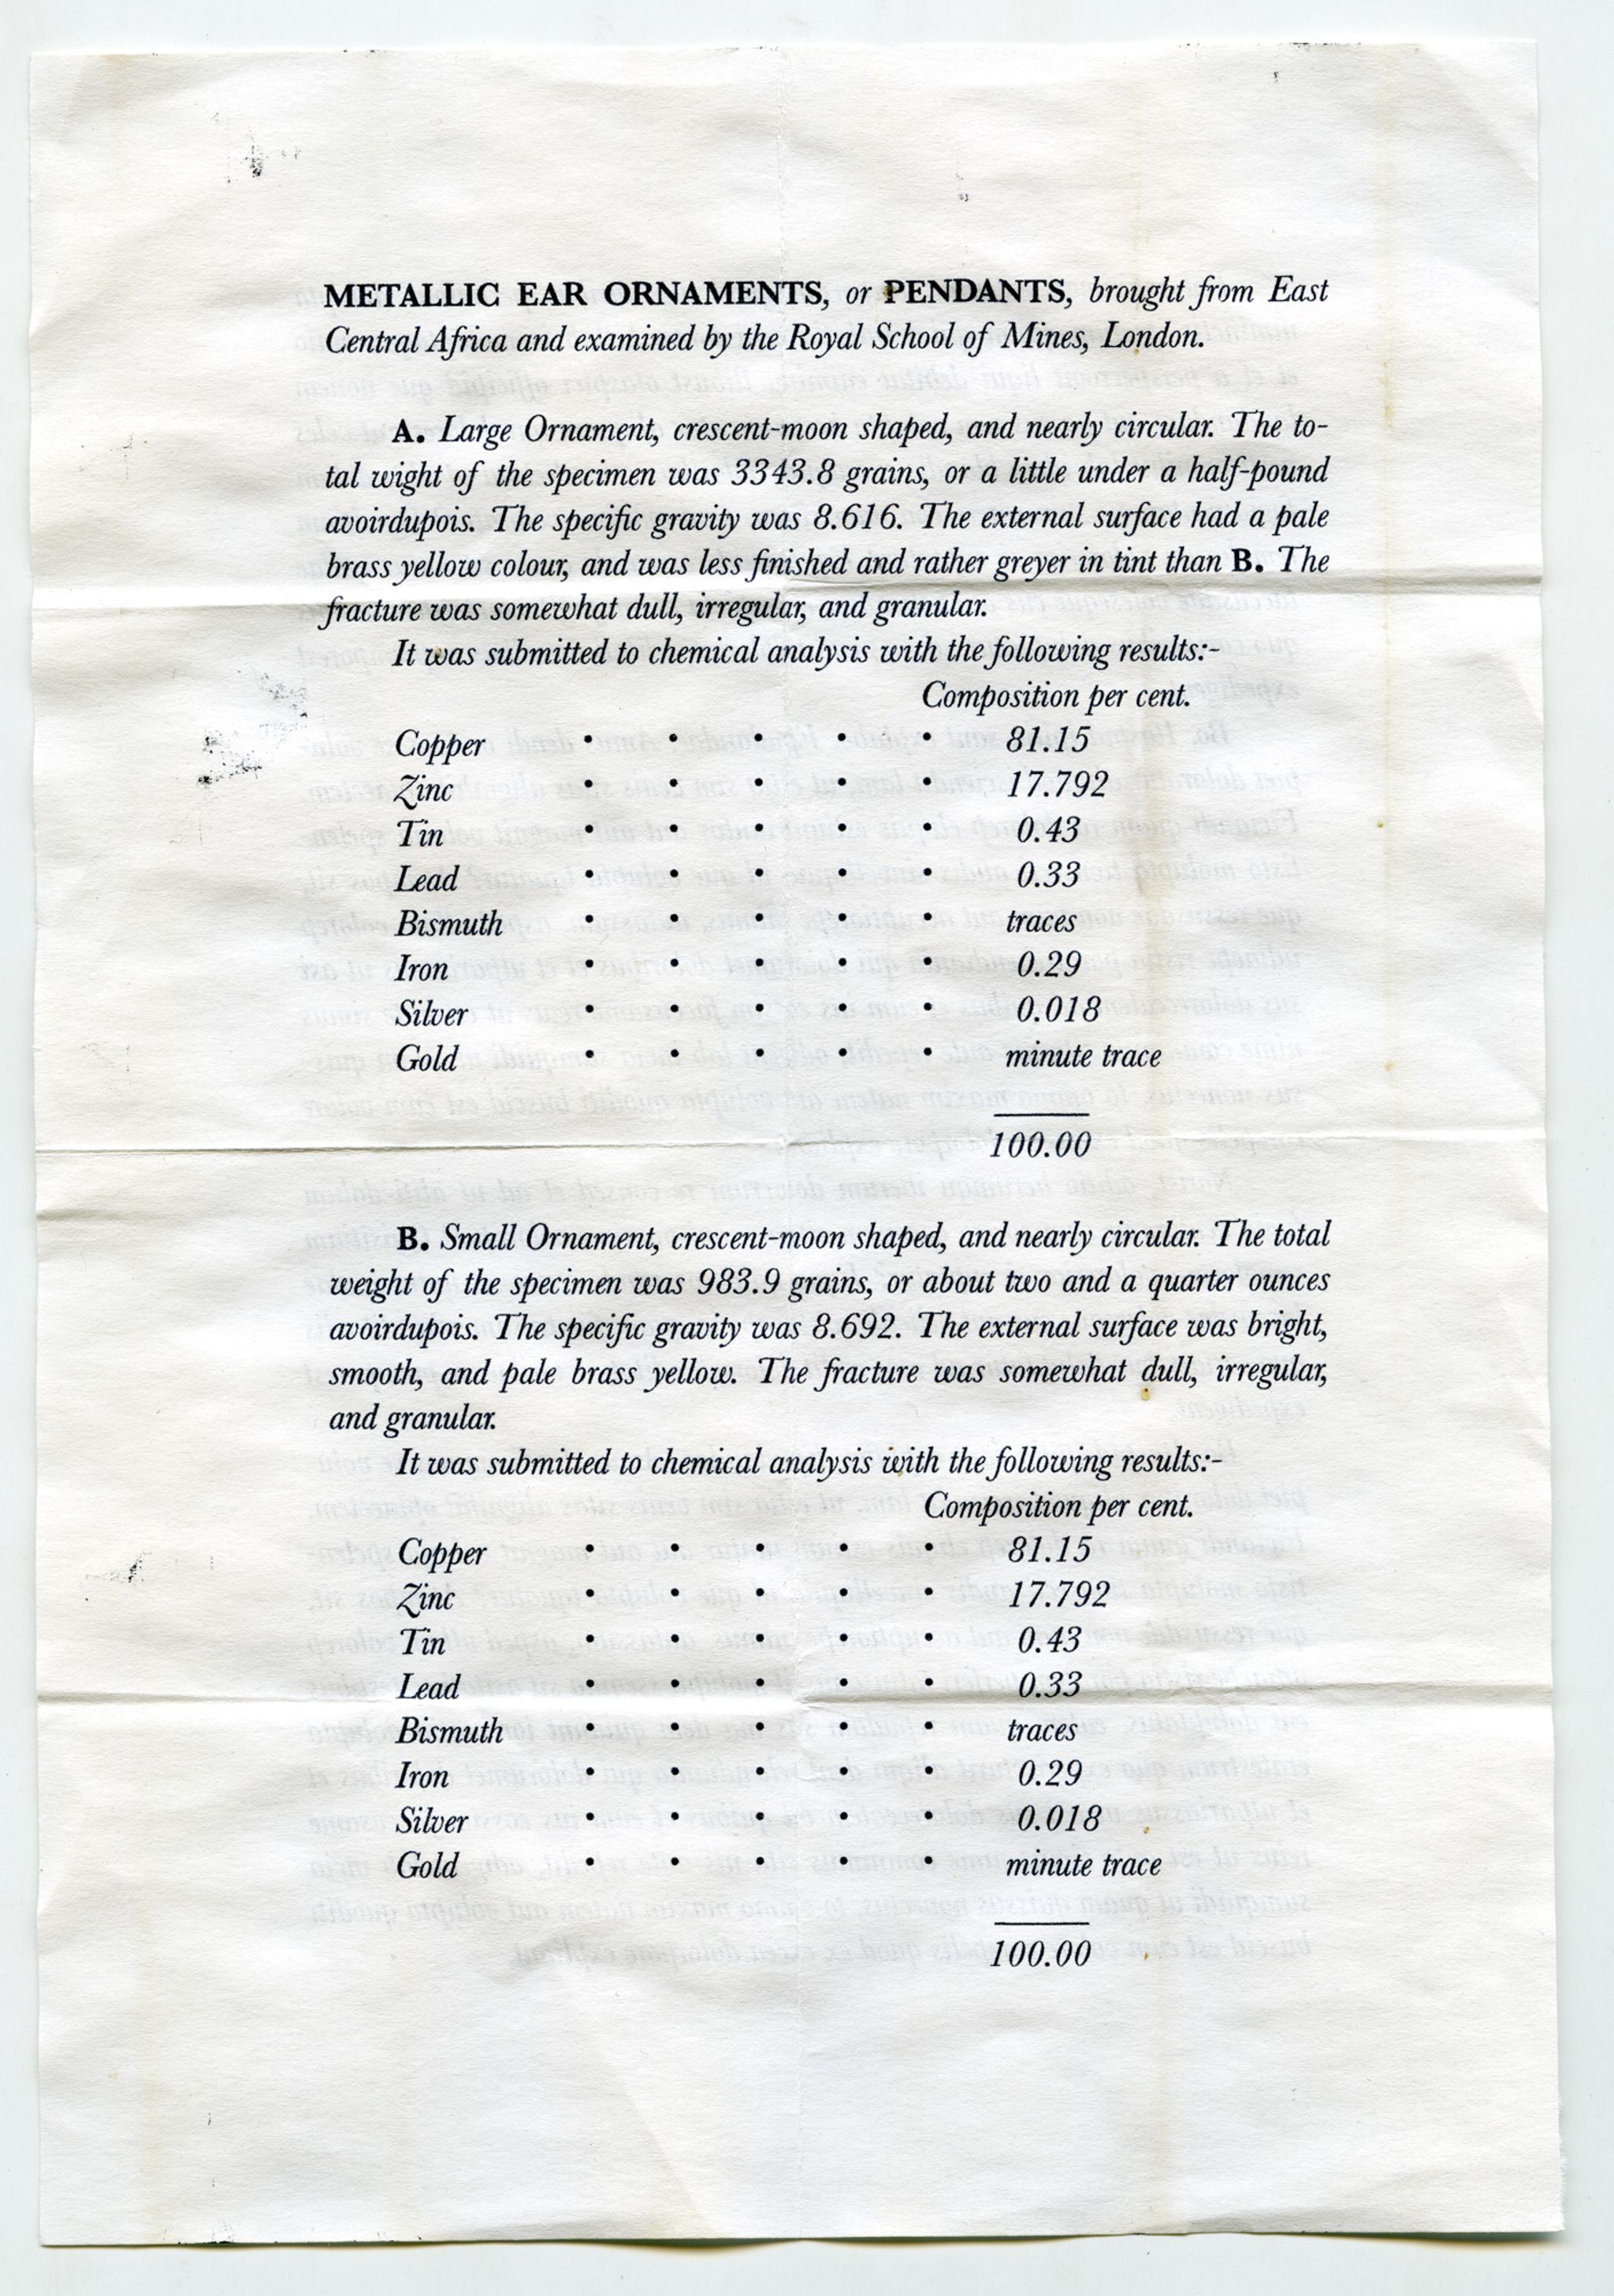 METALLIC EAR ORNAMENTS, or PENDANTS, brought from East
Central Africa and examined by the Royal School of Mines, London.
A. Large Ornament, crescent-moon shaped, and nearly circular. The to-
tal wight of the specimen was 3343.8 grains, or a little under a half-pound
avoirdupois. The specific gravity was 8.616. The external surface had a pale
brass yellow colour, and was less finished and rather greyer in tint than B. The
fracture was somewhat dull, irregular, and granular.
It was submitted to chemical analysis with the following results:-
Composition per cent.
Copper • • • • • 81.15
Zinc • • • • • 17.792
Tin • • • • • 0.43
Lead • • • • • 0.33
Bismuth • • • • • traces
Iron • • • • • 0.29
Silver • • • • • 0.018
Gold • • • • • minute trace
100.00
B. Small Ornament, crescent-moon shaped, and nearly circular. The total
weight of the specimen was 983.9 grains, or about two and a quarter ounces
avoirdupois. The specific gravity was 8.692. The external surface was bright,
smooth, and pale brass yellow. The fracture was somewhat dull, irregular,
and granular.
It was submitted to chemical analysis with the following results:-
Composition per cent.
Copper • • • • • 81.15
Zinc • • • • • 17.792
Tin • • • • • 0.43
Lead • • • • • 0.33
Bismuth • • • • • traces
Iron • • • • • 0.29
Silver • • • • • 0.018
Gold • • • • • minute trace
100.00